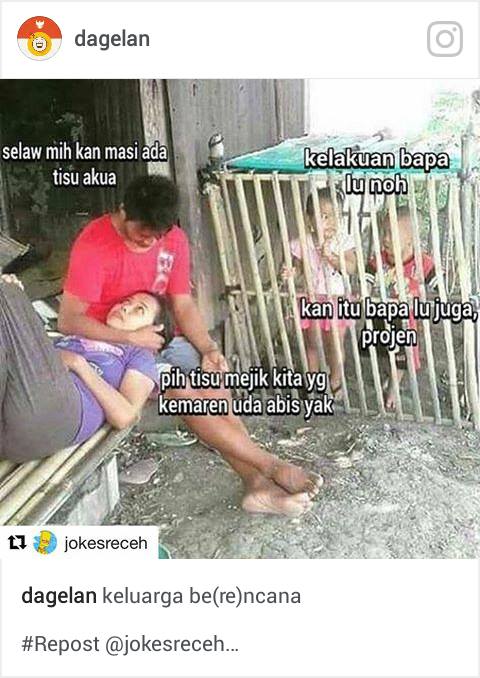 dagelan
selaw mih kan masi ada
tisu akua
kelakuan bapa
lu noh
kan itu bapa lu juga,
projen
pih tisu mejik kita yg
kemaren uda abis yak
jokesreceh
dagelan keluarga be(re)ncana
#Repost @jokesreceh...